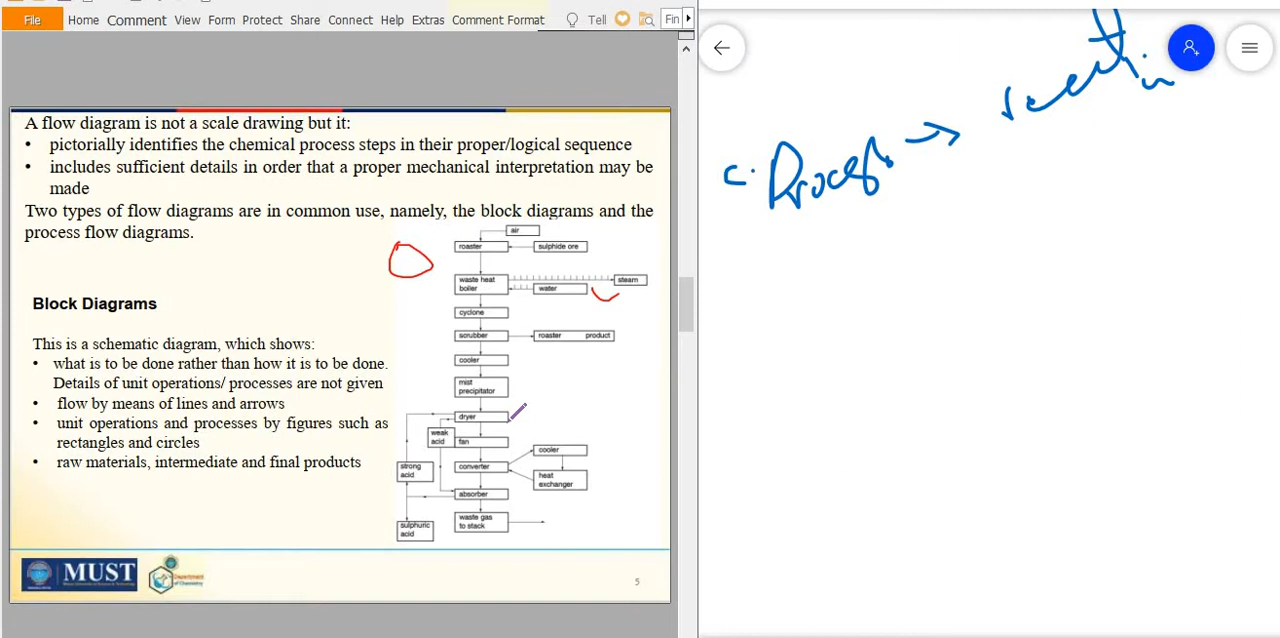 File Home Comment View Form Protect Share Connect Help Extras Comment Format Tell Fin
A flow diagram is not a scale drawing but it:
• pictorially identifies the chemical process steps in their proper/logical sequence
• includes sufficient details in order that a proper mechanical interpretation may be
made
Two types of flow diagrams are in common use, namely, the block diagrams and the
process flow diagrams.
Block Diagrams
This is a schematic diagram, which shows:
• what is to be done rather than how it is to be done.
Details of unit operations/ processes are not given
• flow by means of lines and arrows
• unit operations and processes by figures such as
rectangles and circles
• raw materials, intermediate and final products
air
roaster sulphide ore
waste heat
boiler
steam
water
cyclone
scrubber roaster product
cooler
mist
precipitator
dryer
weak
acid
fan
cooler
strong
acid
converter
heat
exchanger
absorber
waste gas
to stack
sulphuric
acid
MUST
Department
of Chemistry
5
C. Process →